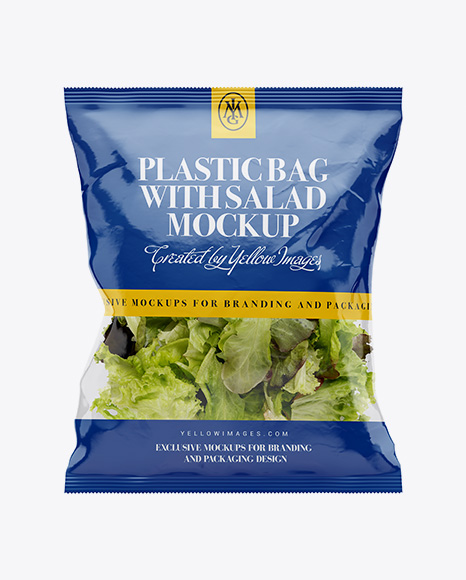 PLASTIC BAG
WITH SALAD
MOCKUP
Created by Yellow Images
SIVE MOCKUPS FOR BRANDING AND PACKAGI
YELLOWIMAGES.COM
EXCLUSIVE MOCKUPS FOR BRANDING
AND PACKAGING DESIGN